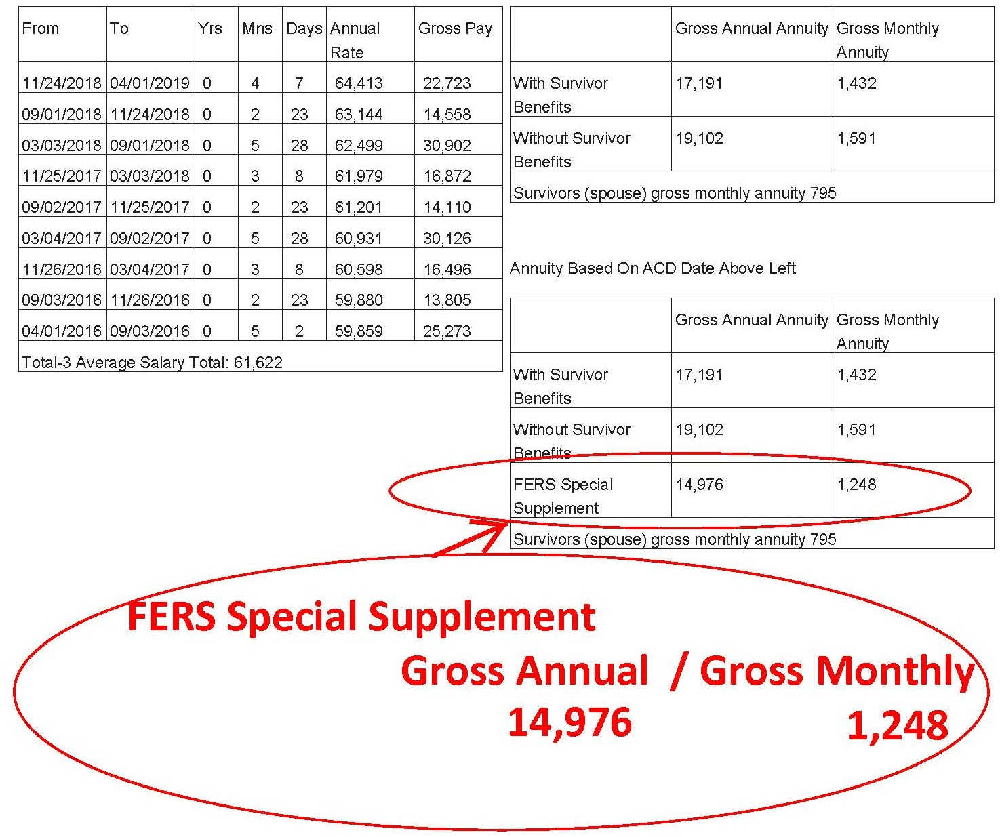 From To Yrs Mns Days Annual Rate Gross Pay
11/24/2018 04/01/2019 0 4 7 64,413 22,723
09/01/2018 11/24/2018 0 2 23 63,144 14,558
03/03/2018 09/01/2018 0 5 28 62,499 30,902
11/25/2017 03/03/2018 0 3 8 61,979 16,872
09/02/2017 11/25/2017 0 2 23 61,201 14,110
03/04/2017 09/02/2017 0 5 28 60,931 30,126
11/26/2016 03/04/2017 0 3 8 60,598 16,496
09/03/2016 11/26/2016 0 2 23 59,880 13,805
04/01/2016 09/03/2016 0 5 2 59,859 25,273
Total-3 Average Salary Total: 61,622
Gross Annual Annuity Gross Monthly Annuity
With Survivor Benefits 17,191 1,432
Without Survivor Benefits 19,102 1,591
Survivors (spouse) gross monthly annuity 795
Annuity Based On ACD Date Above Left
Gross Annual Annuity Gross Monthly Annuity
With Survivor Benefits 17,191 1,432
Without Survivor Benefits 19,102 1,591
FERS Special Supplement 14,976 1,248
Survivors (spouse) gross monthly annuity 795
FERS Special Supplement
Gross Annual / Gross Monthly
14,976 1,248